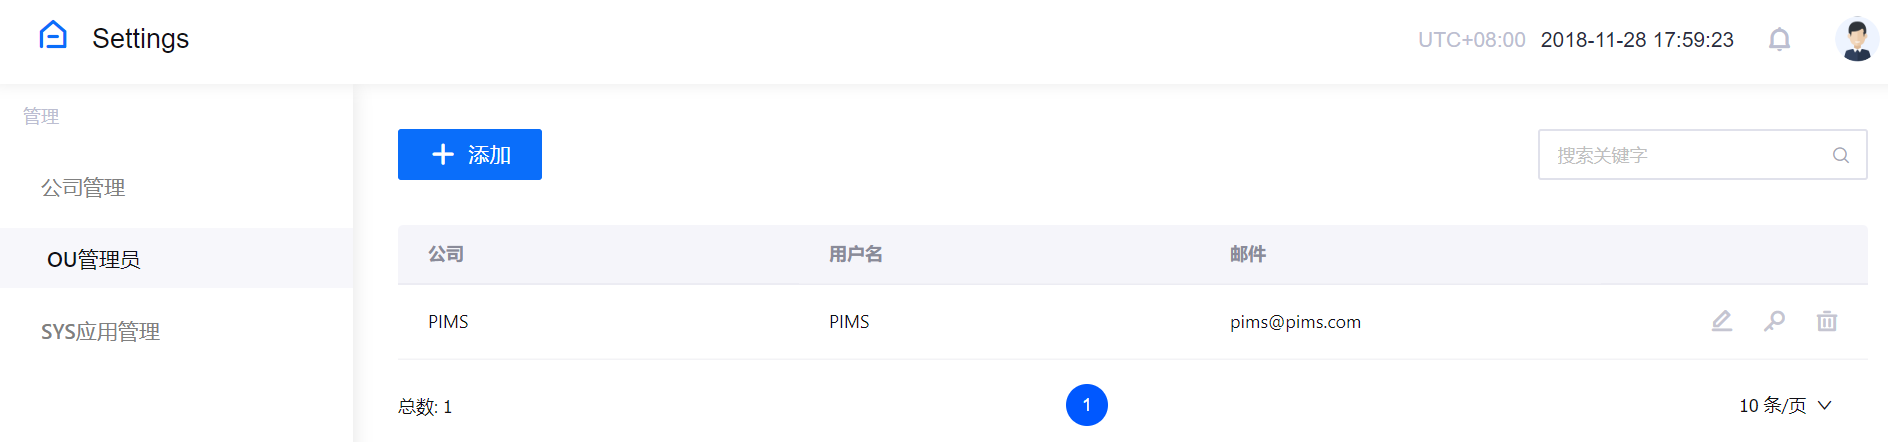 Settings
UTC+08:00 2018-11-28 17:59:23
管理
公司管理
OU管理员
SYS应用管理
添加
搜索关键字
公司 用户名 邮件
PIMS PIMS pims@pims.com
总数: 1 1 10 条/页